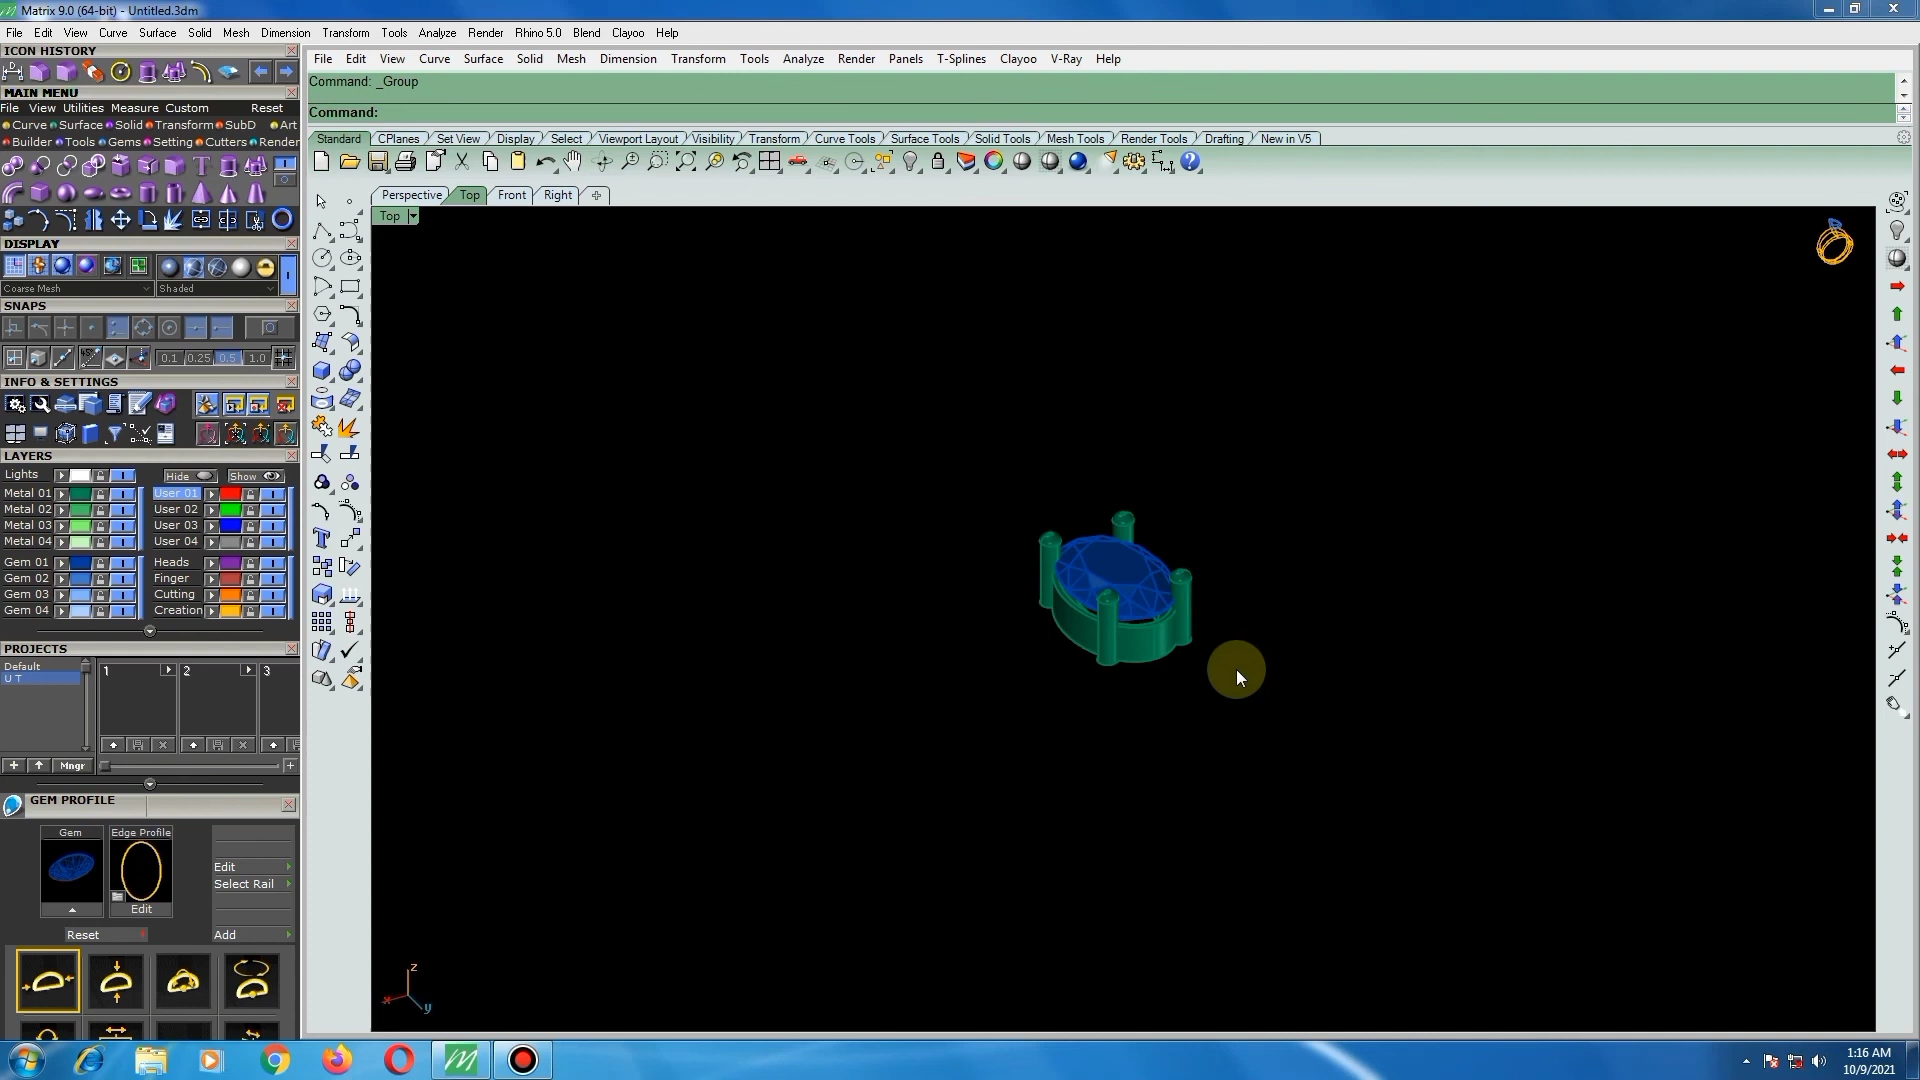 Matrix 9.0 (64-bit) - Untitled.3dm
File Edit View Curve Surface Solid Mesh Dimension Transform Tools Analyze Render Rhino 5.0 Blend Clayoo Help
ICON HISTORY
MAIN MENU
File View Utilities Measure Custom Reset
Curve Surface Solid Transform SubD Art
Builder Tools Gems Setting Cutters Render
DISPLAY
Coarse Mesh Shaded
SNAPS
0.1 0.25 0.5 1.0
INFO & SETTINGS
LAYERS
Lights Hide Show
Metal 01 User 01
Metal 02 User 02
Metal 03 User 03
Metal 04 User 04
Gem 01 Heads
Gem 02 Finger
Gem 03 Cutting
Gem 04 Creation
PROJECTS
Default
U T
1 2 3
Mngr
GEM PROFILE
Gem Edge Profile
Edit
Select Rail
Edit
Reset Add
File Edit View Curve Surface Solid Mesh Dimension Transform Tools Analyze Render Panels T-Splines Clayoo V-Ray Help
Command: _Group
Command:
Standard CPlanes Set View Display Select Viewport Layout Visibility Transform Curve Tools Surface Tools Solid Tools Mesh Tools Render Tools Drafting New in V5
Perspective Top Front Right
Top
z
x
y
1:16 AM
10/9/2021